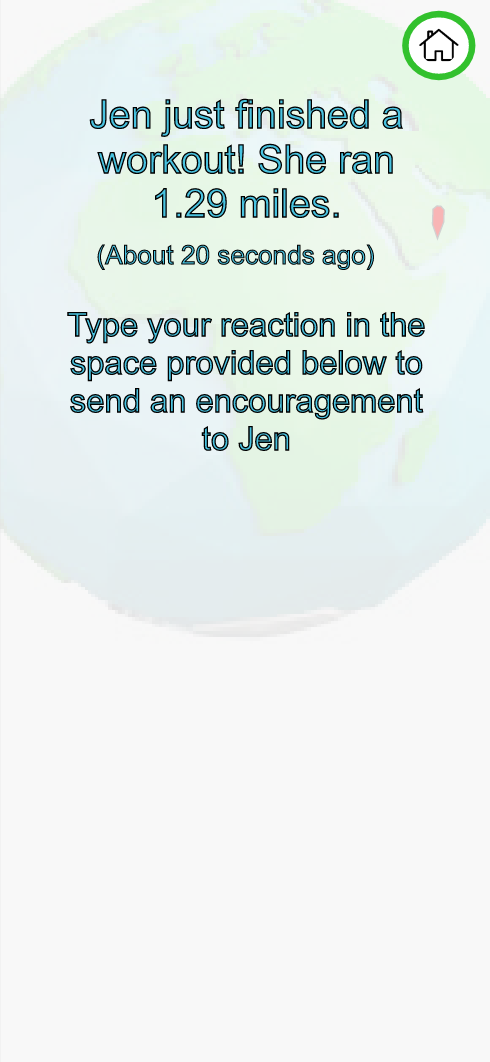 Jen just finished a
workout! She ran
1.29 miles.
(About 20 seconds ago)
Type your reaction in the
space provided below to
send an encouragement
to Jen